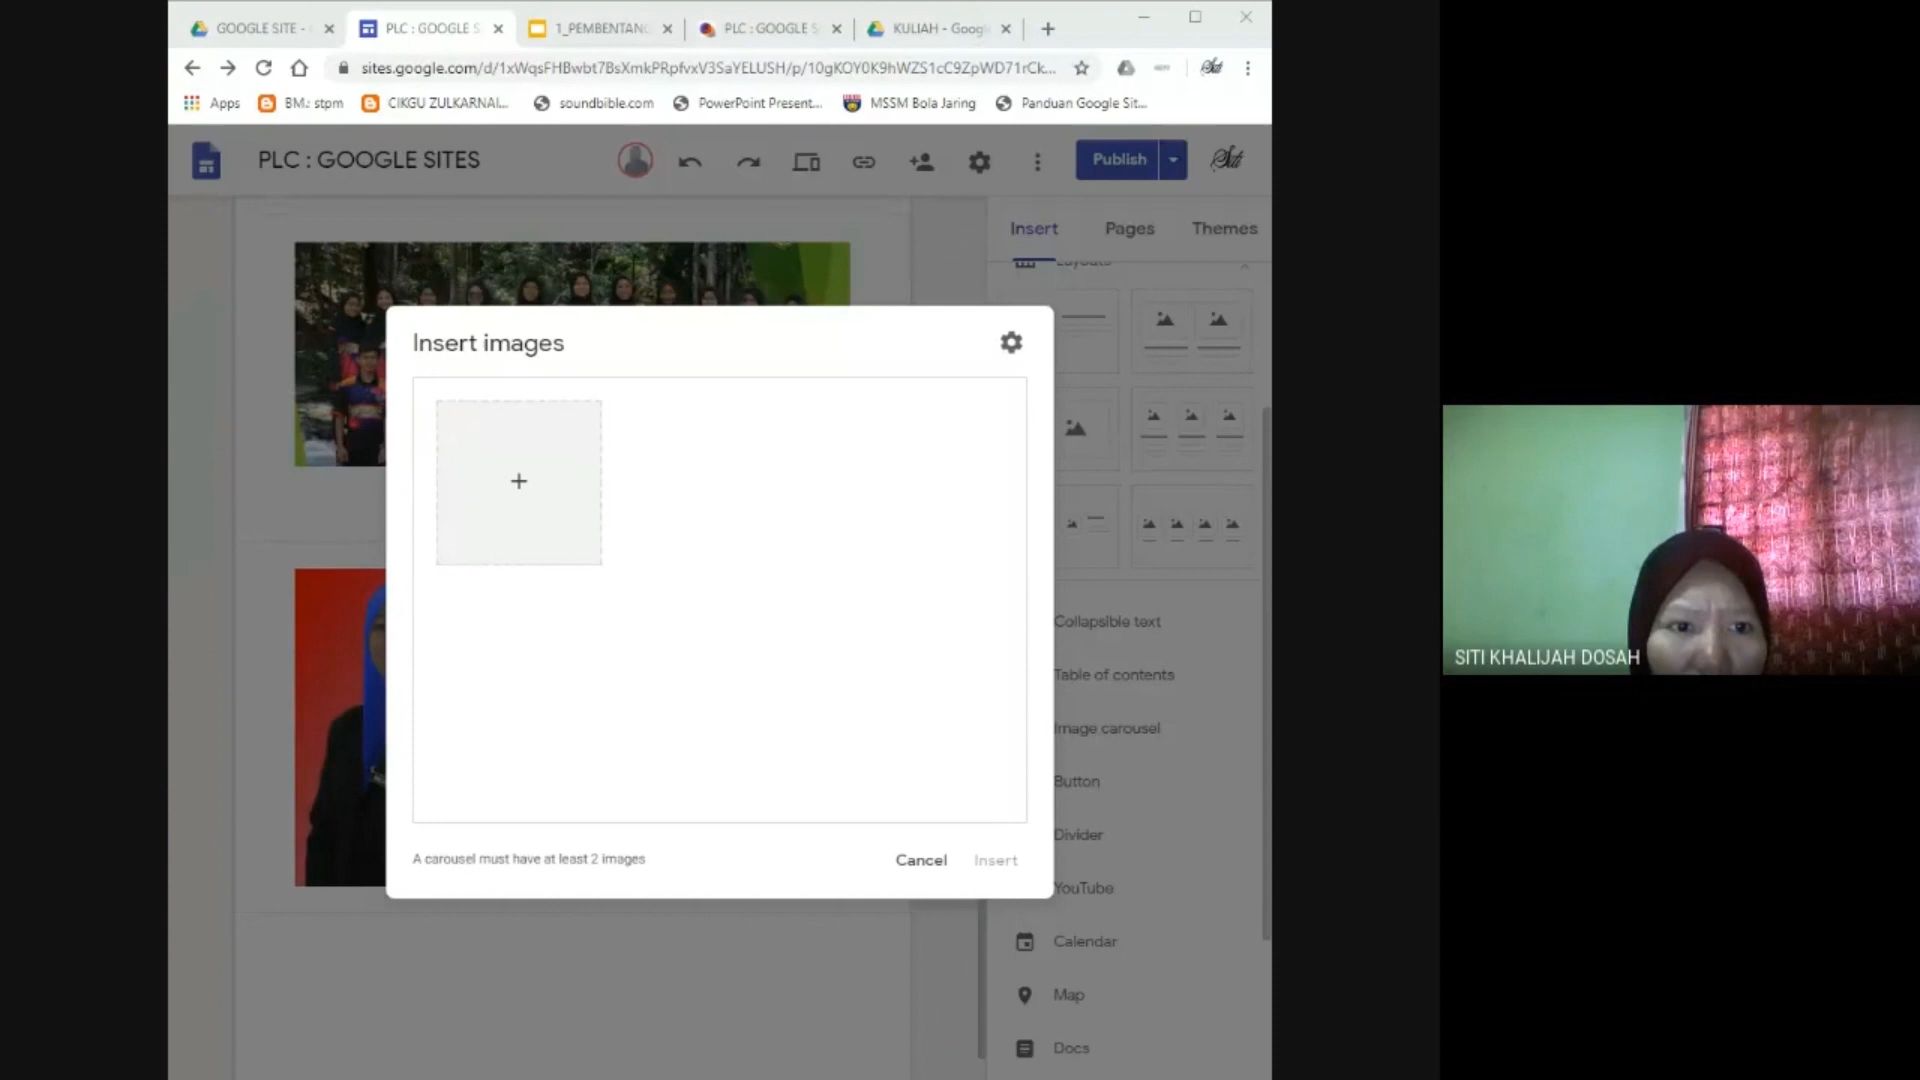 GOOGLE SITE -
PLC : GOOGLE S
1_PEMBENTAN
PLC : GOOGLE S
KULIAH - Goog
sites.google.com/d/1xWqsFHBwbt7BsXmkPRpfvxV3SaYELUSH/p/10gKOY0K9hWZS1cC9ZpWD71rCk...
Apps
BM.: stpm
CIKGU ZULKARNAI...
soundbible.com
PowerPoint Present...
MSSM Bola Jaring
Panduan Google Sit...
PLC : GOOGLE SITES
Publish
Siti
Insert
Pages
Themes
Layouts
Insert images
A carousel must have at least 2 images
Cancel
Insert
Collapsible text
Table of contents
Image carousel
Button
Divider
YouTube
Calendar
Map
Docs
SITI KHALIJAH DOSAH